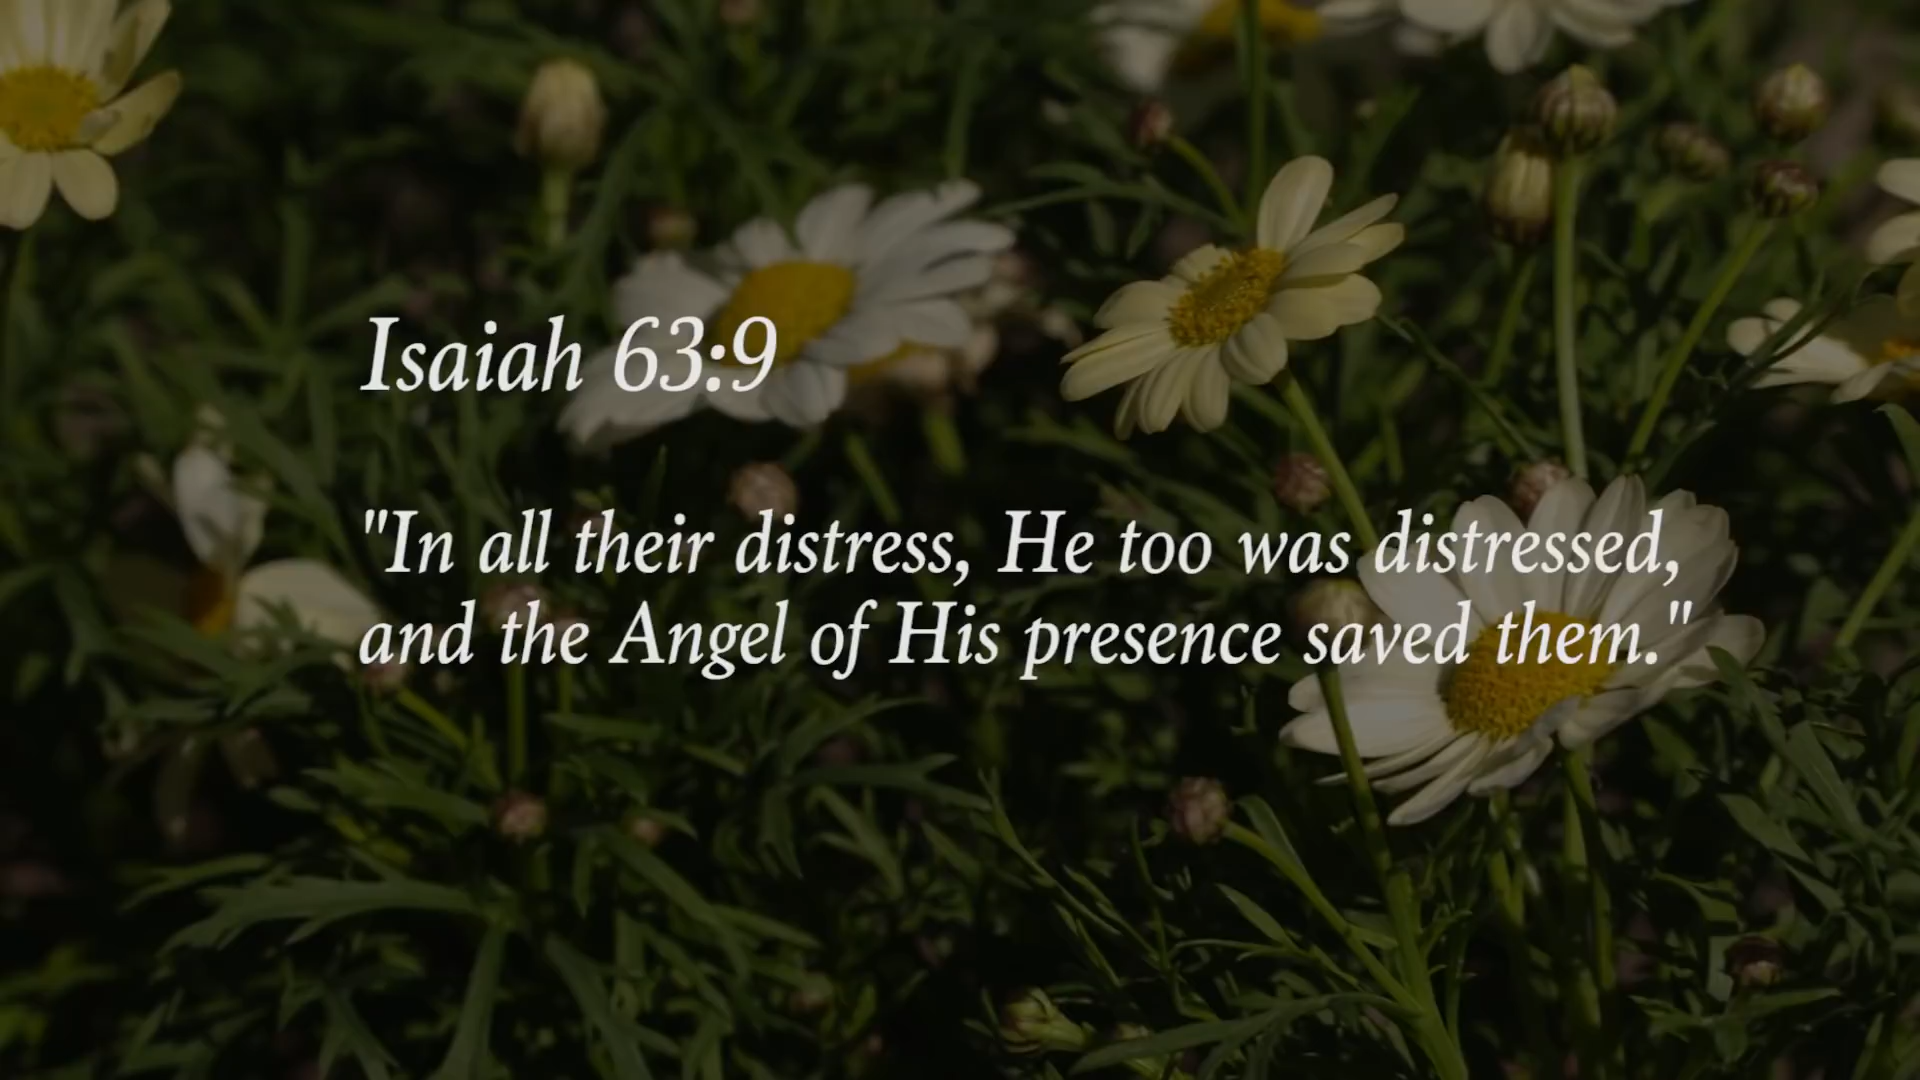 Isaiah 63:9
"In all their distress, He too was distressed,
and the Angel of His presence saved them."